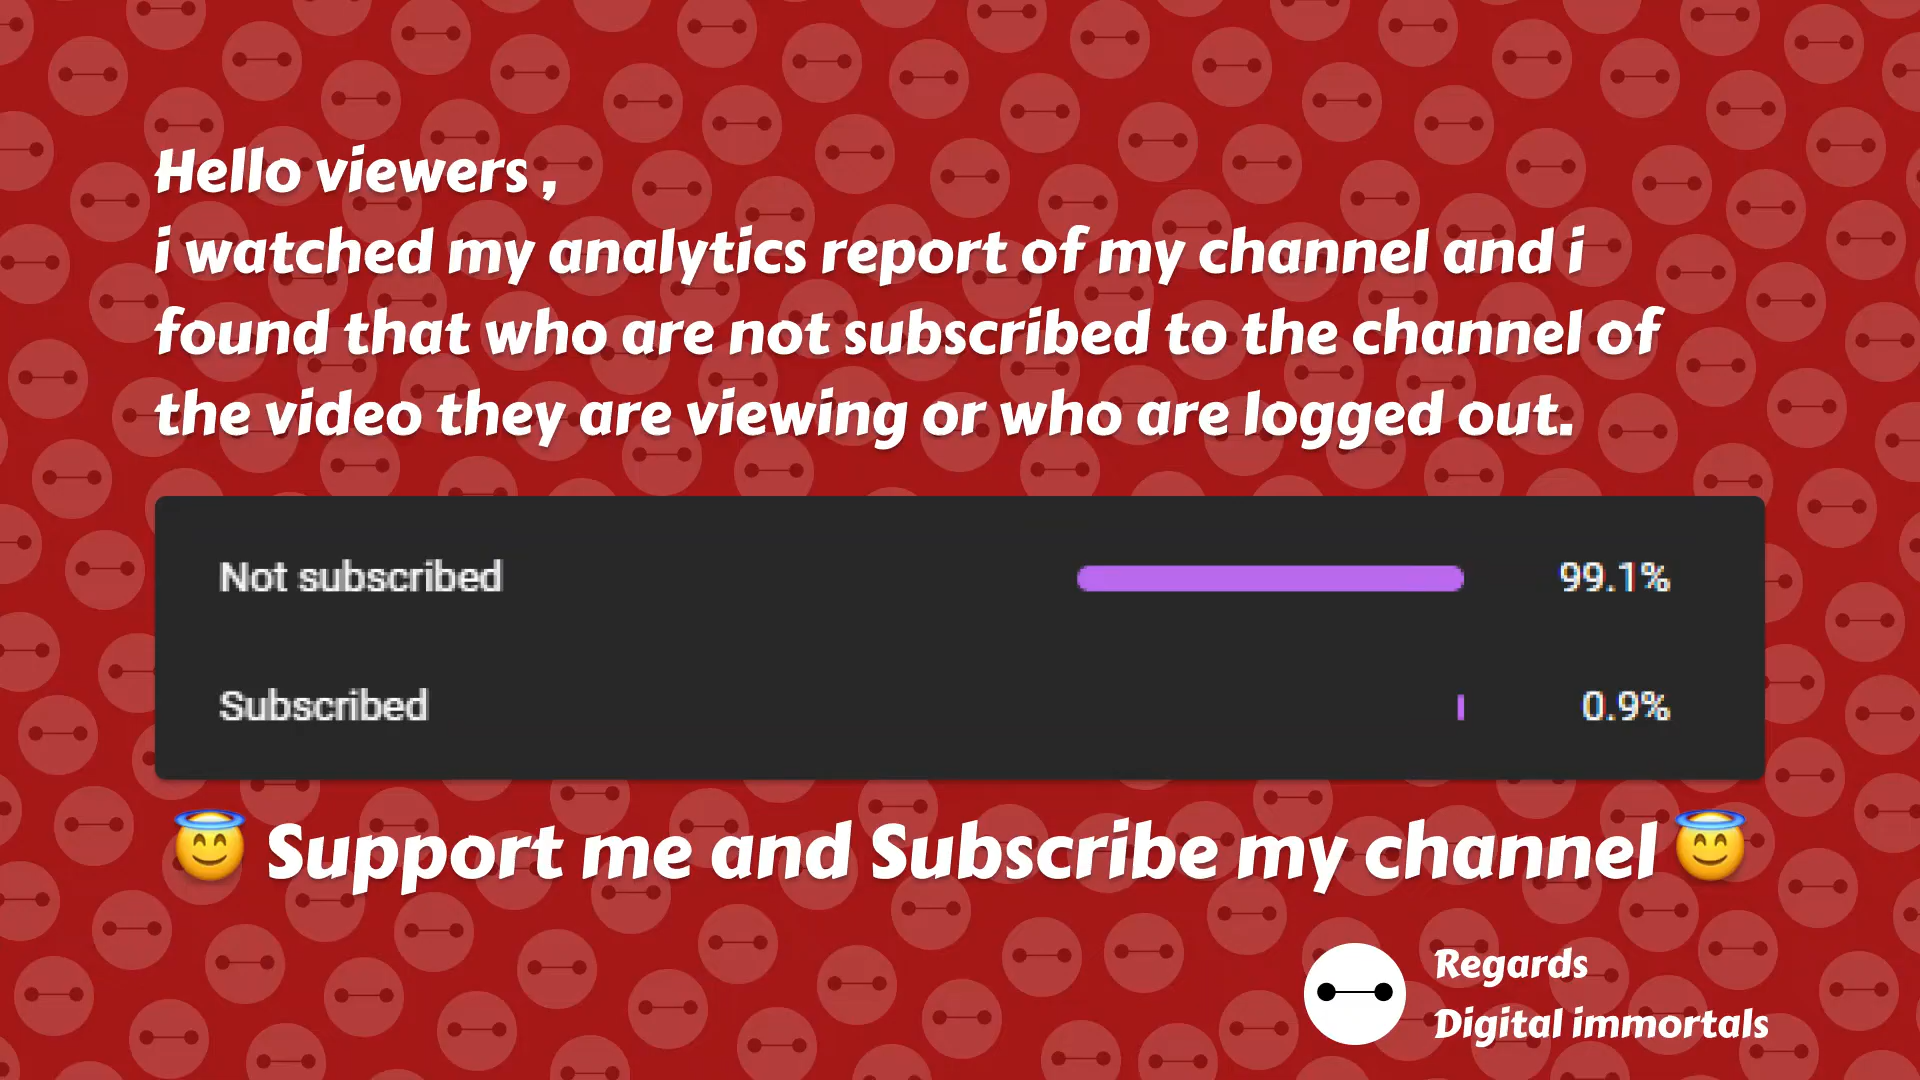 Hello viewers ,
i watched my analytics report of my channel and i
found that who are not subscribed to the channel of
the video they are viewing or who are logged out.
Not subscribed 99.1%
Subscribed 0.9%
😇 Support me and Subscribe my channel 😇
Regards
Digital immortals